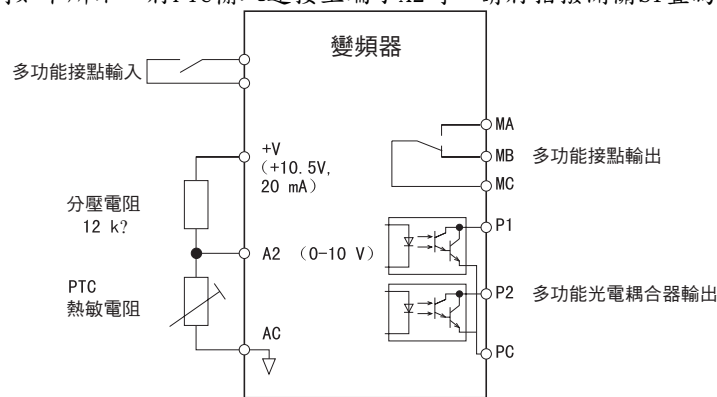 變頻器
多功能接點輸入
+V
(+10.5V,
20 mA)
分壓電阻
12 k?
A2 (0-10 V)
PTC
熱敏電阻
AC
MA
MB 多功能接點輸出
MC
P1
P2 多功能光電耦合器輸出
PC